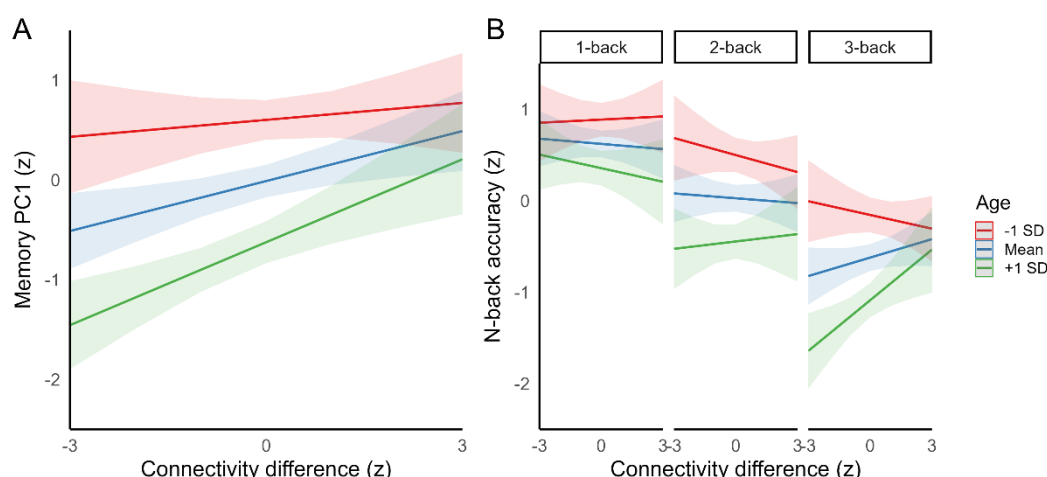 A
Memory PC1 (z)
1
0
-1
-2
-3
0
3
Connectivity difference (z)
B
1-back
2-back
3-back
N-back accuracy (z)
1
0
-1
-2
-3
0
3
-3
0
3
-3
0
3
Connectivity difference (z)
Age
-1 SD
Mean
+1 SD